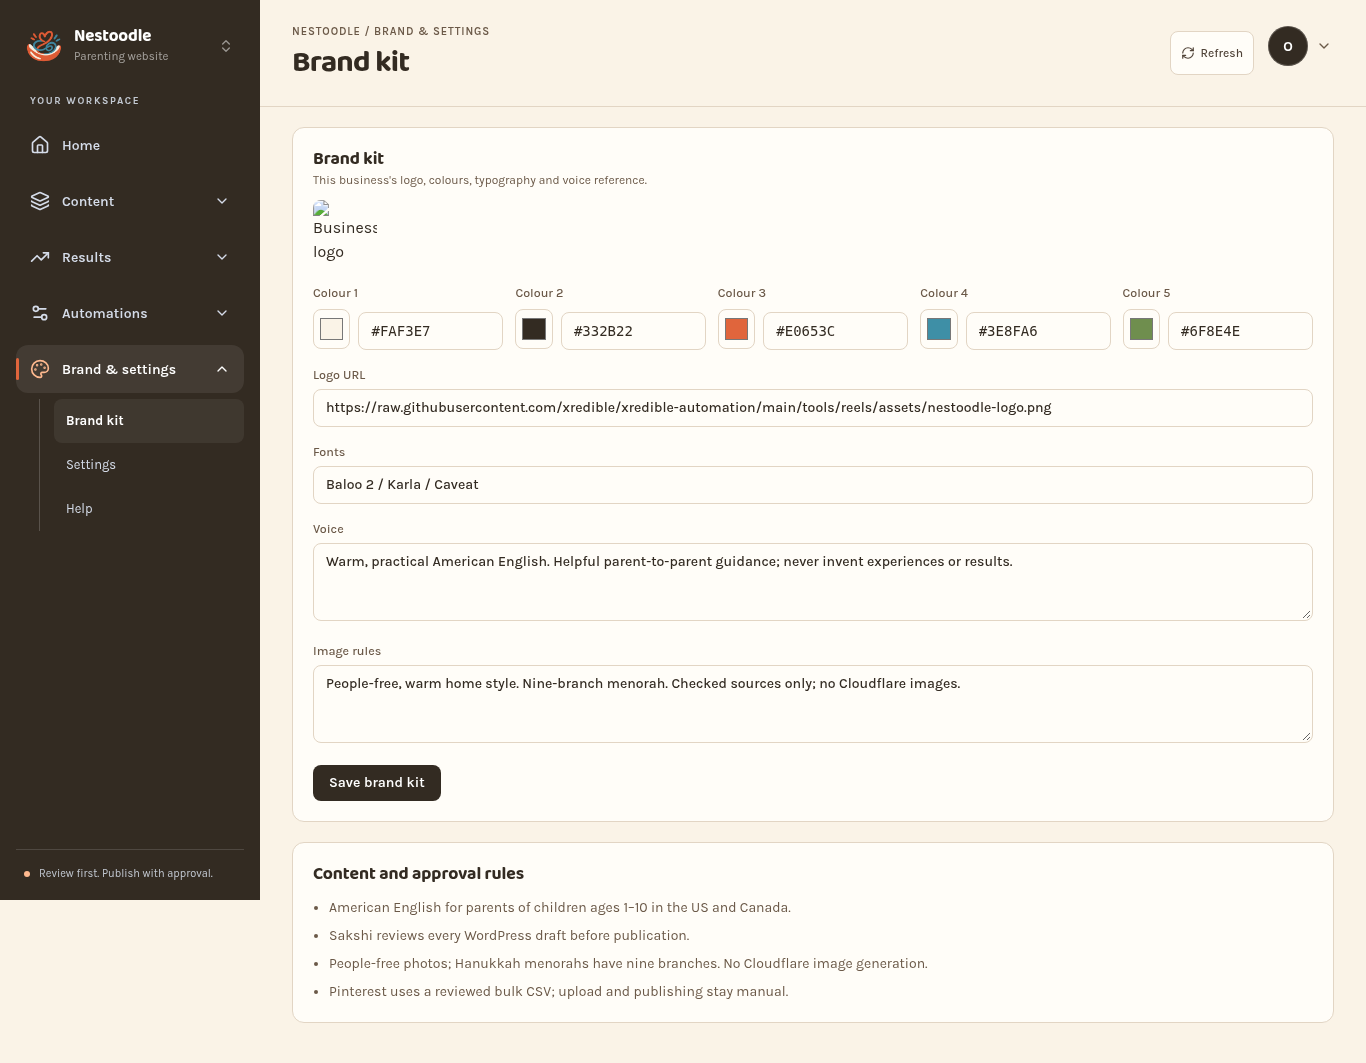 Nestoodle
Parenting website
YOUR WORKSPACE
Home
Content
Results
Automations
Brand & settings
Brand kit
Settings
Help
Review first. Publish with approval.
NESTOODLE / BRAND & SETTINGS
Brand kit
Refresh
O
Brand kit
This business's logo, colours, typography and voice reference.
Business
logo
Colour 1
Colour 2
Colour 3
Colour 4
Colour 5
#FAF3E7
#332B22
#E0653C
#3E8FA6
#6F8E4E
Logo URL
https://raw.githubusercontent.com/xredible/xredible-automation/main/tools/reels/assets/nestoodle-logo.png
Fonts
Baloo 2 / Karla / Caveat
Voice
Warm, practical American English. Helpful parent-to-parent guidance; never invent experiences or results.
Image rules
People-free, warm home style. Nine-branch menorah. Checked sources only; no Cloudflare images.
Save brand kit
Content and approval rules
• American English for parents of children ages 1–10 in the US and Canada.
• Sakshi reviews every WordPress draft before publication.
• People-free photos; Hanukkah menorahs have nine branches. No Cloudflare image generation.
• Pinterest uses a reviewed bulk CSV; upload and publishing stay manual.